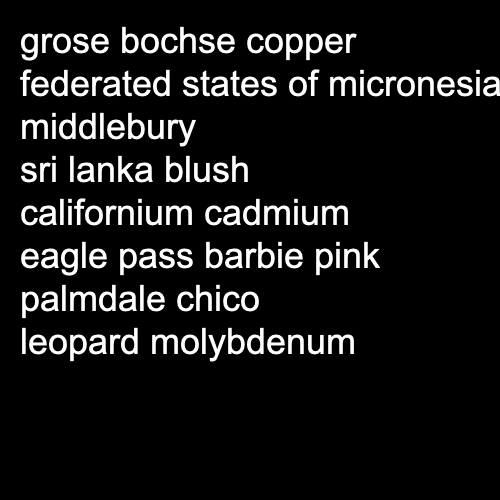 grose bochse copper
federated states of micronesia
middlebury
sri lanka blush
californium cadmium
eagle pass barbie pink
palmdale chico
leopard molybdenum